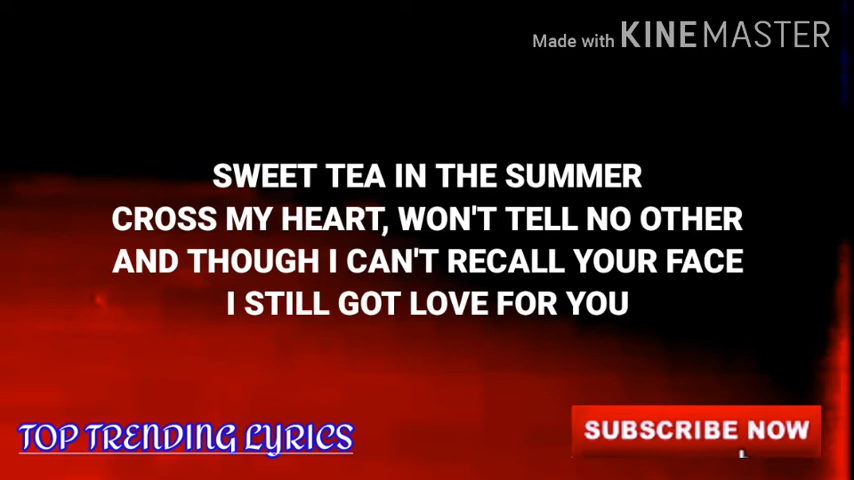 Made with KINEMASTER
SWEET TEA IN THE SUMMER
CROSS MY HEART, WON'T TELL NO OTHER
AND THOUGH I CAN'T RECALL YOUR FACE
I STILL GOT LOVE FOR YOU
TOP TRENDING LYRICS
SUBSCRIBE NOW